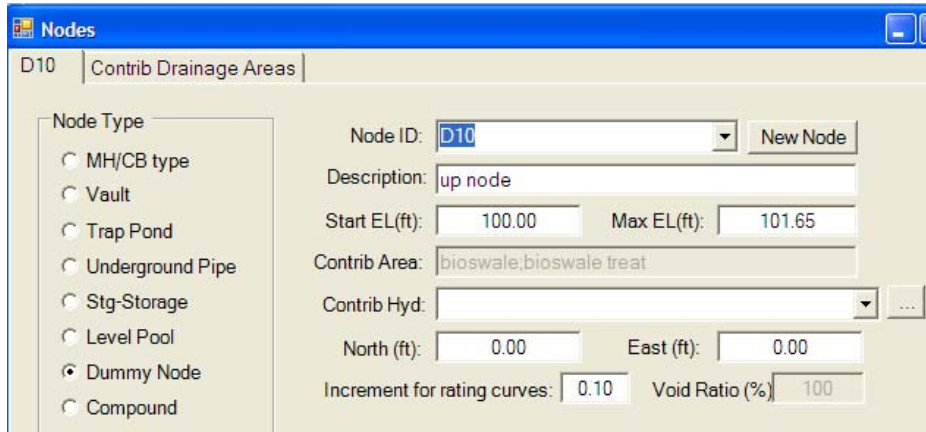 Nodes
D10 Contrib Drainage Areas
Node Type
MH/CB type
Vault
Trap Pond
Underground Pipe
Stg-Storage
Level Pool
Dummy Node
Compound
Node ID: D10 New Node
Description: up node
Start EL(ft): 100.00 Max EL(ft): 101.65
Contrib Area: bioswale;bioswale treat
Contrib Hyd: ...
North (ft): 0.00 East (ft): 0.00
Increment for rating curves: 0.10 Void Ratio (%) 100